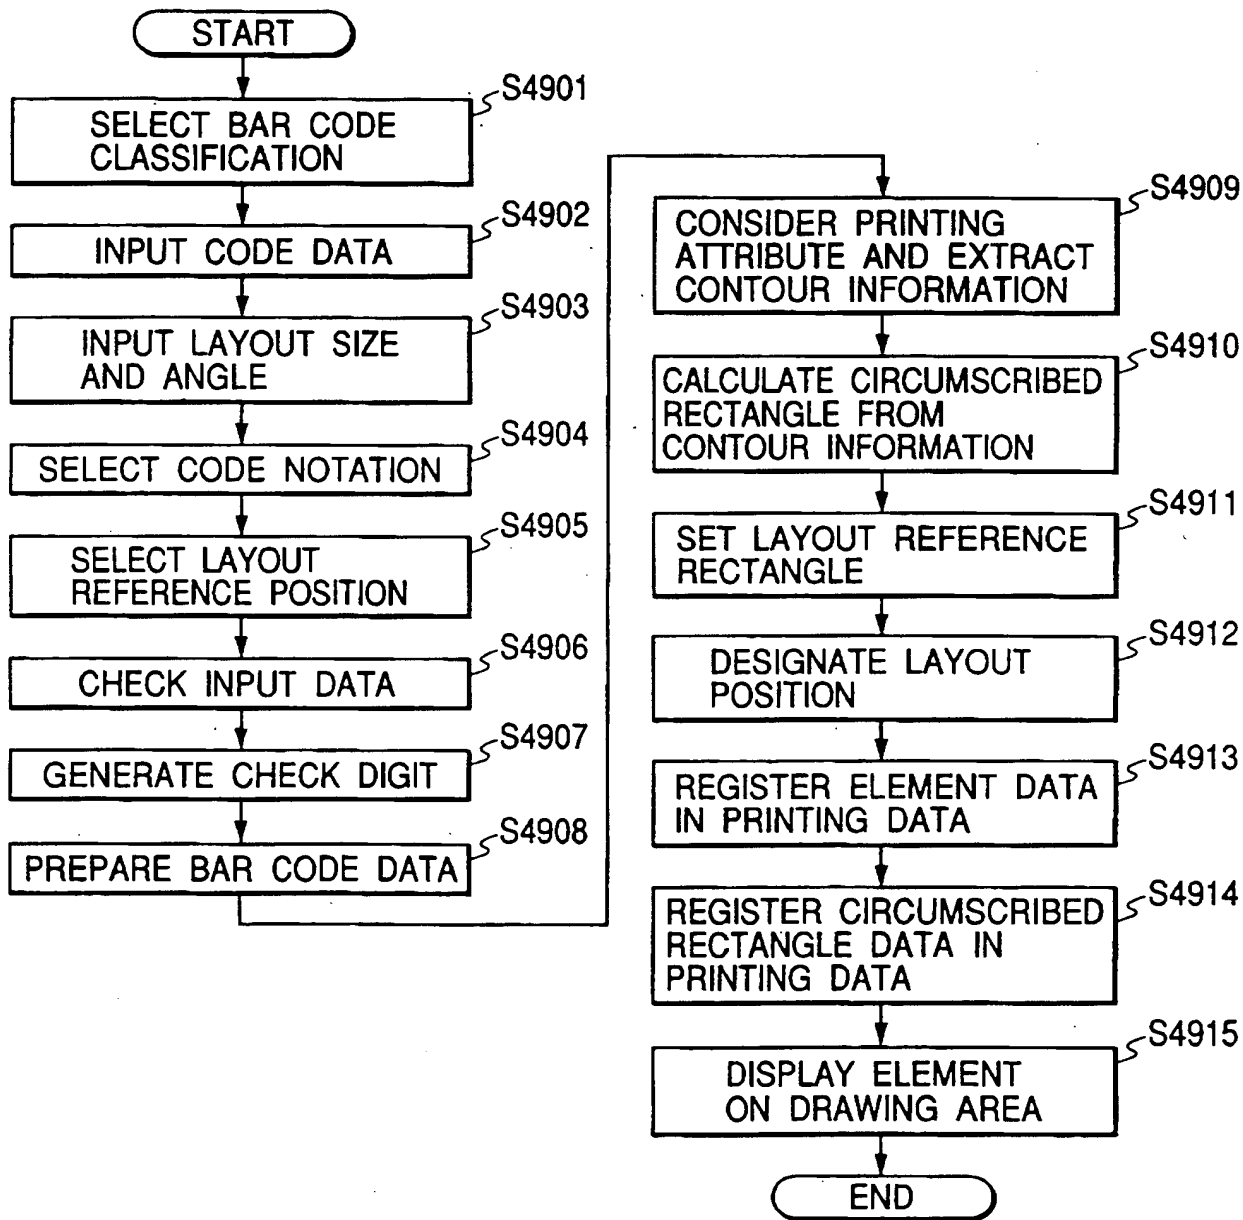 START
S4901
SELECT BAR CODE
CLASSIFICATION
S4902
INPUT CODE DATA
S4903
INPUT LAYOUT SIZE
AND ANGLE
S4904
SELECT CODE NOTATION
S4905
SELECT LAYOUT
REFERENCE POSITION
S4906
CHECK INPUT DATA
S4907
GENERATE CHECK DIGIT
S4908
PREPARE BAR CODE DATA
S4909
CONSIDER PRINTING
ATTRIBUTE AND EXTRACT
CONTOUR INFORMATION
S4910
CALCULATE CIRCUMSCRIBED
RECTANGLE FROM
CONTOUR INFORMATION
S4911
SET LAYOUT REFERENCE
RECTANGLE
S4912
DESIGNATE LAYOUT
POSITION
S4913
REGISTER ELEMENT DATA
IN PRINTING DATA
S4914
REGISTER CIRCUMSCRIBED
RECTANGLE DATA IN
PRINTING DATA
S4915
DISPLAY ELEMENT
ON DRAWING AREA
END